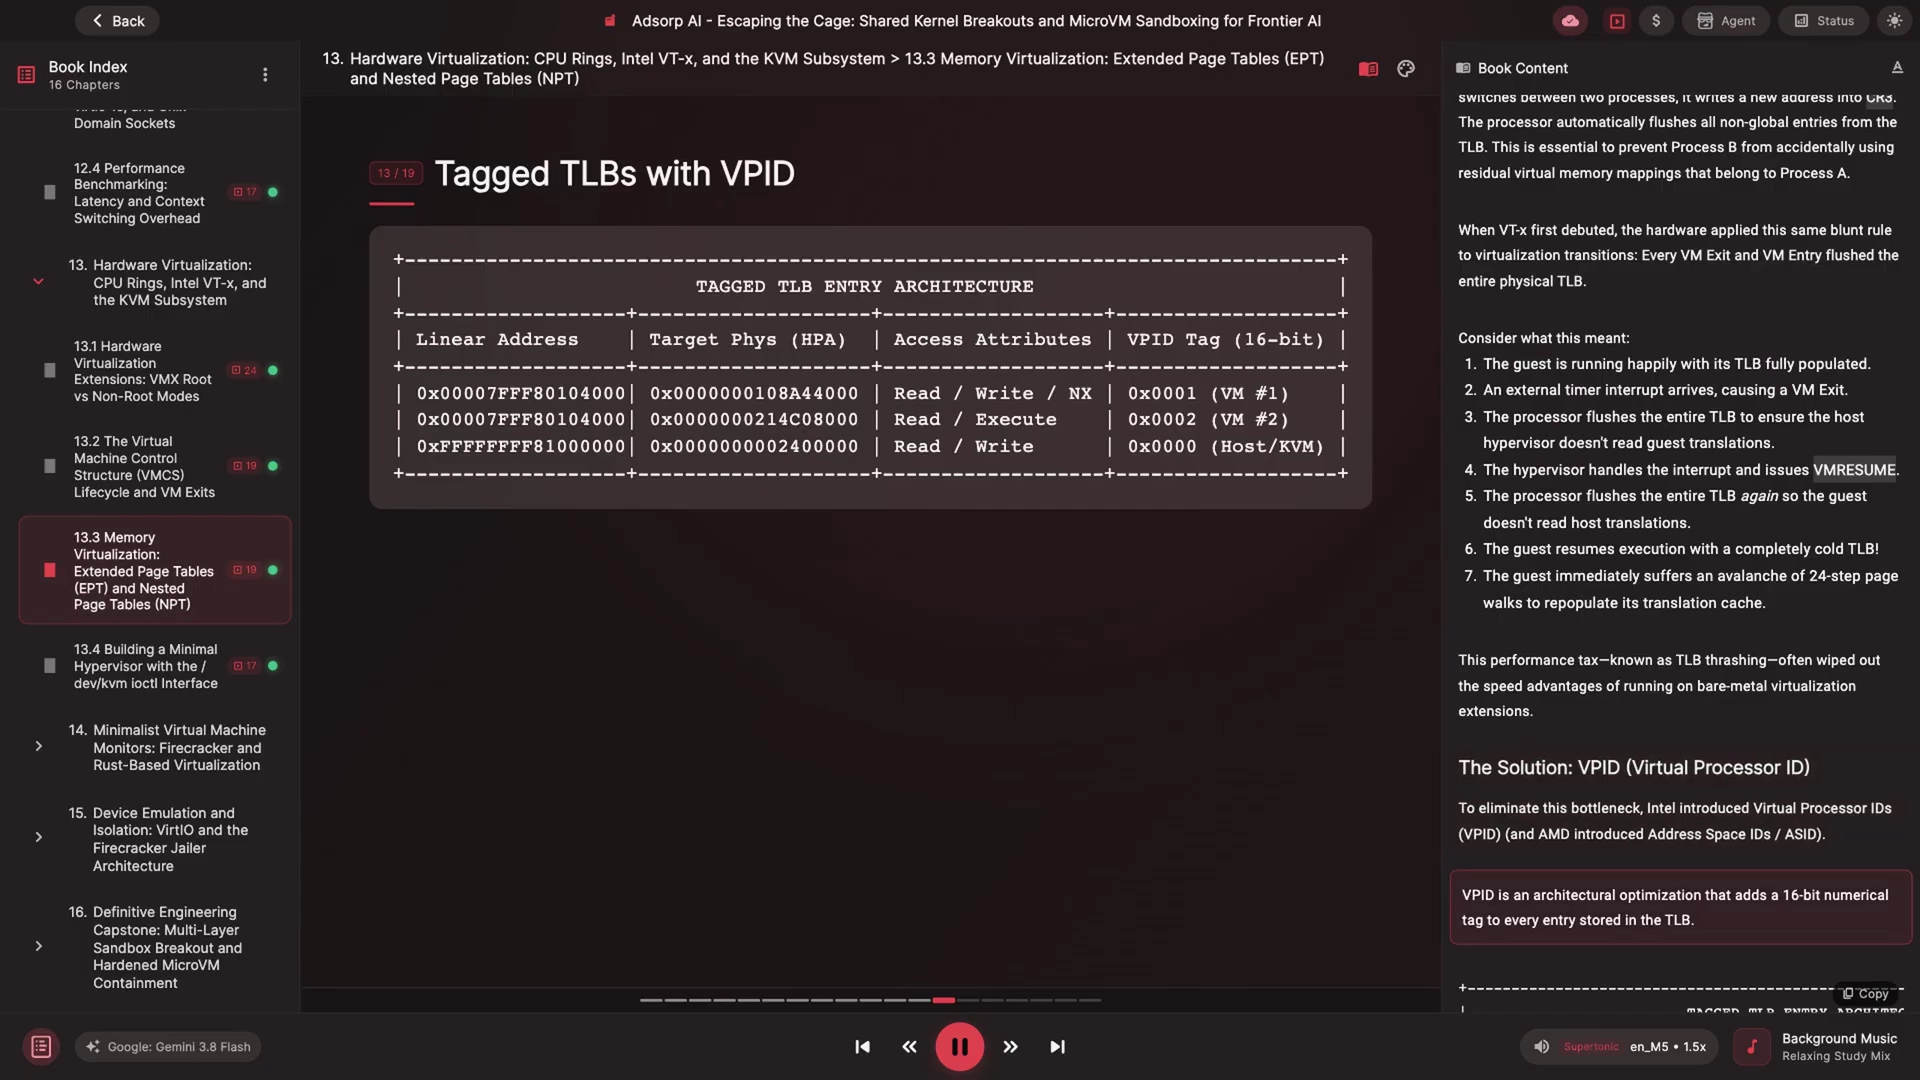 Back
Adsorp AI - Escaping the Cage: Shared Kernel Breakouts and MicroVM Sandboxing for Frontier AI
$
Agent
Status
Book Index
16 Chapters
Domain Sockets
12.4 Performance
Benchmarking:
Latency and Context
Switching Overhead
17
13. Hardware Virtualization:
CPU Rings, Intel VT-x, and
the KVM Subsystem
13.1 Hardware
Virtualization
Extensions: VMX Root
vs Non-Root Modes
24
13.2 The Virtual
Machine Control
Structure (VMCS)
Lifecycle and VM Exits
19
13.3 Memory
Virtualization:
Extended Page Tables
(EPT) and Nested
Page Tables (NPT)
19
13.4 Building a Minimal
Hypervisor with the /
dev/kvm ioctl Interface
17
14. Minimalist Virtual Machine
Monitors: Firecracker and
Rust-Based Virtualization
15. Device Emulation and
Isolation: VirtIO and the
Firecracker Jailer
Architecture
16. Definitive Engineering
Capstone: Multi-Layer
Sandbox Breakout and
Hardened MicroVM
Containment
13. Hardware Virtualization: CPU Rings, Intel VT-x, and the KVM Subsystem > 13.3 Memory Virtualization: Extended Page Tables (EPT)
and Nested Page Tables (NPT)
13 / 19
Tagged TLBs with VPID
+--------------------------------------------------------------------------------+
| TAGGED TLB ENTRY ARCHITECTURE |
+-------------------+--------------------+-------------------+-------------------+
| Linear Address | Target Phys (HPA) | Access Attributes | VPID Tag (16-bit) |
+-------------------+--------------------+-------------------+-------------------+
| 0x00007FFF80104000| 0x0000000108A44000 | Read / Write / NX | 0x0001 (VM #1) |
| 0x00007FFF80104000| 0x0000000214C08000 | Read / Execute | 0x0002 (VM #2) |
| 0xFFFFFFFF81000000| 0x0000000002400000 | Read / Write | 0x0000 (Host/KVM) |
+-------------------+--------------------+-------------------+-------------------+
Book Content
switches between two processes, it writes a new address into CR3.
The processor automatically flushes all non-global entries from the
TLB. This is essential to prevent Process B from accidentally using
residual virtual memory mappings that belong to Process A.
When VT-x first debuted, the hardware applied this same blunt rule
to virtualization transitions: Every VM Exit and VM Entry flushed the
entire physical TLB.
Consider what this meant:
1. The guest is running happily with its TLB fully populated.
2. An external timer interrupt arrives, causing a VM Exit.
3. The processor flushes the entire TLB to ensure the host
hypervisor doesn't read guest translations.
4. The hypervisor handles the interrupt and issues VMRESUME.
5. The processor flushes the entire TLB again so the guest
doesn't read host translations.
6. The guest resumes execution with a completely cold TLB!
7. The guest immediately suffers an avalanche of 24-step page
walks to repopulate its translation cache.
This performance tax—known as TLB thrashing—often wiped out
the speed advantages of running on bare-metal virtualization
extensions.
The Solution: VPID (Virtual Processor ID)
To eliminate this bottleneck, Intel introduced Virtual Processor IDs
(VPID) (and AMD introduced Address Space IDs / ASID).
VPID is an architectural optimization that adds a 16-bit numerical
tag to every entry stored in the TLB.
Copy
Google: Gemini 3.8 Flash
Supertonic en_M5 • 1.5x
Background Music
Relaxing Study Mix